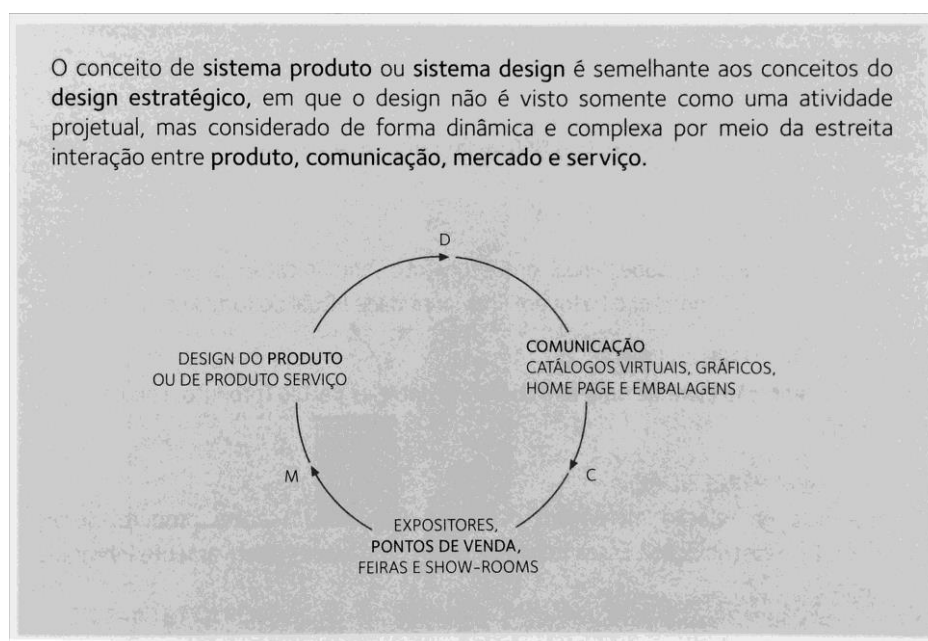 O conceito de sistema produto ou sistema design é semelhante aos conceitos do
design estratégico, em que o design não é visto somente como uma atividade
projetual, mas considerado de forma dinâmica e complexa por meio da estreita
interação entre produto, comunicação, mercado e serviço.
D
DESIGN DO PRODUTO
OU DE PRODUTO SERVIÇO
COMUNICAÇÃO
CATÁLOGOS VIRTUAIS, GRÁFICOS,
HOME PAGE E EMBALAGENS
M
C
EXPOSITORES,
PONTOS DE VENDA,
FEIRAS E SHOW-ROOMS